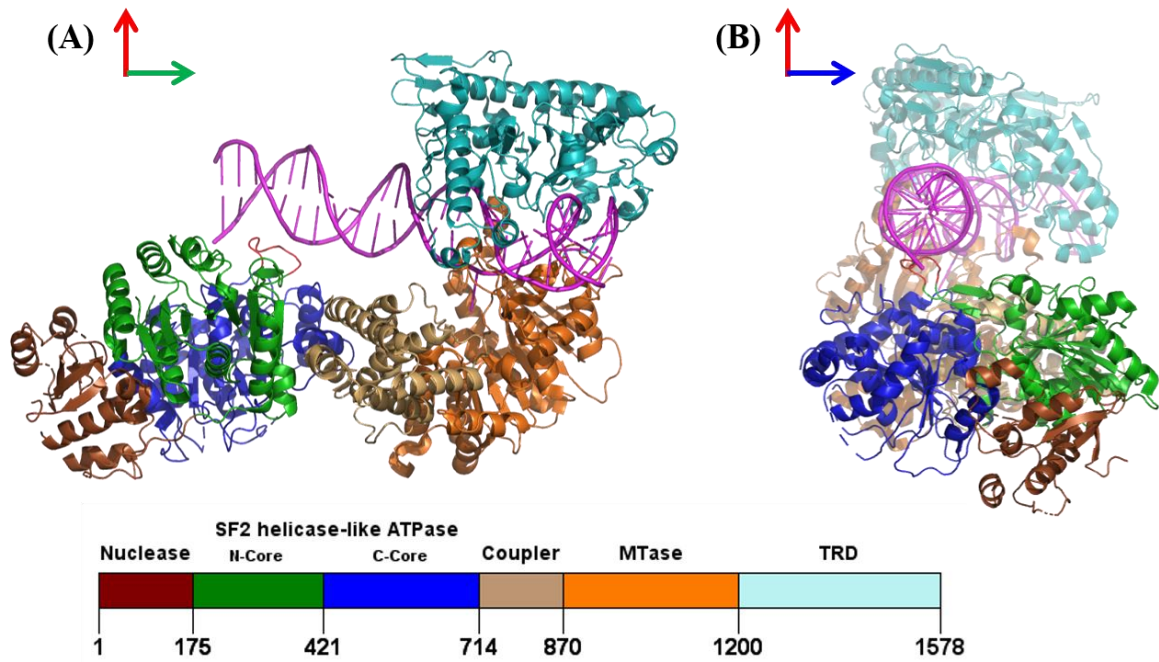 (A) (B)
SF2 helicase-like ATPase
Nuclease N-Core C-Core Coupler MTase TRD
1 175 421 714 870 1200 1578